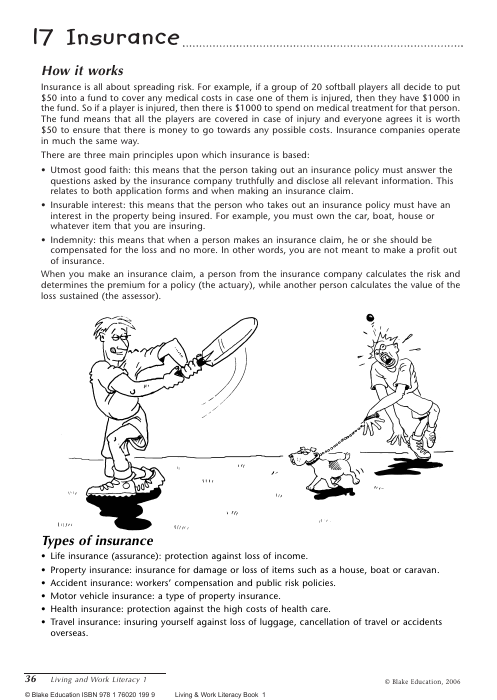 17 Insurance
How it works
Insurance is all about spreading risk. For example, if a group of 20 softball players all decide to put
$50 into a fund to cover any medical costs in case one of them is injured, then they have $1000 in
the fund. So if a player is injured, then there is $1000 to spend on medical treatment for that person.
The fund means that all the players are covered in case of injury and everyone agrees it is worth
$50 to ensure that there is money to go towards any possible costs. Insurance companies operate
in much the same way.
There are three main principles upon which insurance is based:
• Utmost good faith: this means that the person taking out an insurance policy must answer the
questions asked by the insurance company truthfully and disclose all relevant information. This
relates to both application forms and when making an insurance claim.
• Insurable interest: this means that the person who takes out an insurance policy must have an
interest in the property being insured. For example, you must own the car, boat, house or
whatever item that you are insuring.
• Indemnity: this means that when a person makes an insurance claim, he or she should be
compensated for the loss and no more. In other words, you are not meant to make a profit out
of insurance.
When you make an insurance claim, a person from the insurance company calculates the risk and
determines the premium for a policy (the actuary), while another person calculates the value of the
loss sustained (the assessor).
Types of insurance
• Life insurance (assurance): protection against loss of income.
• Property insurance: insurance for damage or loss of items such as a house, boat or caravan.
• Accident insurance: workers' compensation and public risk policies.
• Motor vehicle insurance: a type of property insurance.
• Health insurance: protection against the high costs of health care.
• Travel insurance: insuring yourself against loss of luggage, cancellation of travel or accidents
overseas.
36 Living and Work Literacy 1
© Blake Education, 2006
© Blake Education ISBN 978 1 76020 199 9 Living & Work Literacy Book 1